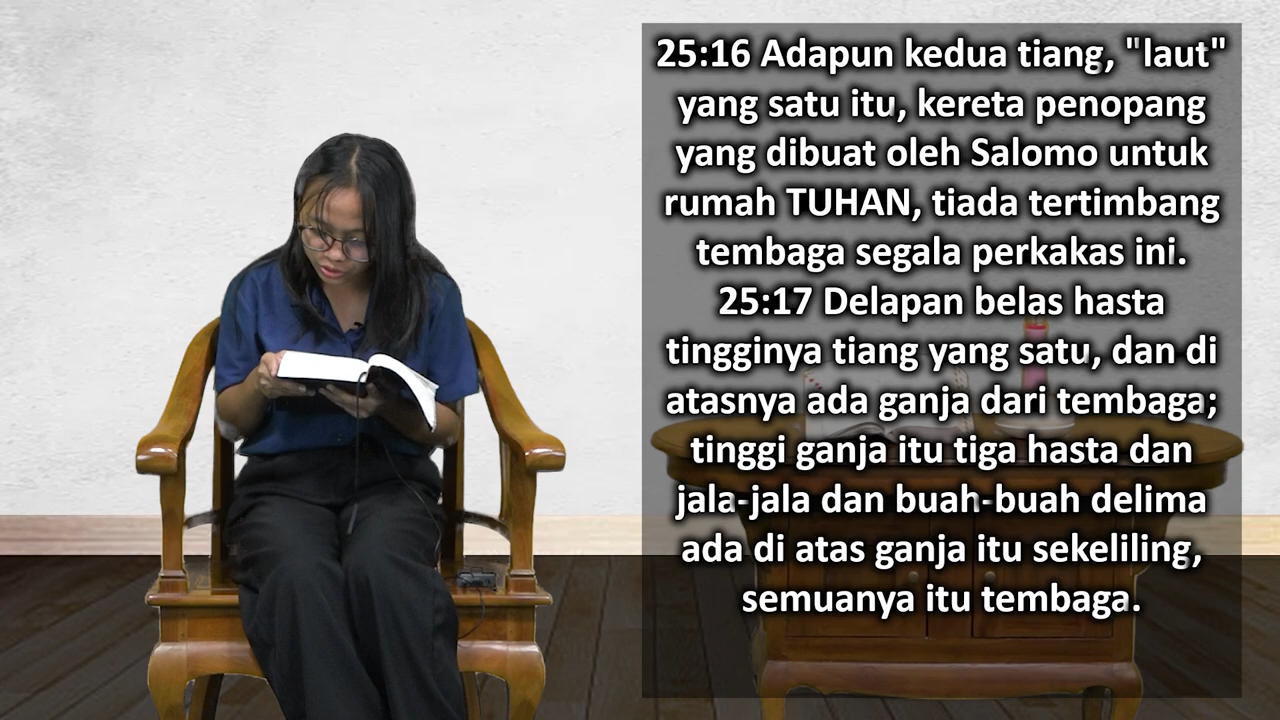 25:16 Adapun kedua tiang, "laut"
yang satu itu, kereta penopang
yang dibuat oleh Salomo untuk
rumah TUHAN, tiada tertimbang
tembaga segala perkakas ini.
25:17 Delapan belas hasta
tingginya tiang yang satu, dan di
atasnya ada ganja dari tembaga;
tinggi ganja itu tiga hasta dan
jala-jala dan buah-buah delima
ada di atas ganja itu sekeliling,
semuanya itu tembaga.